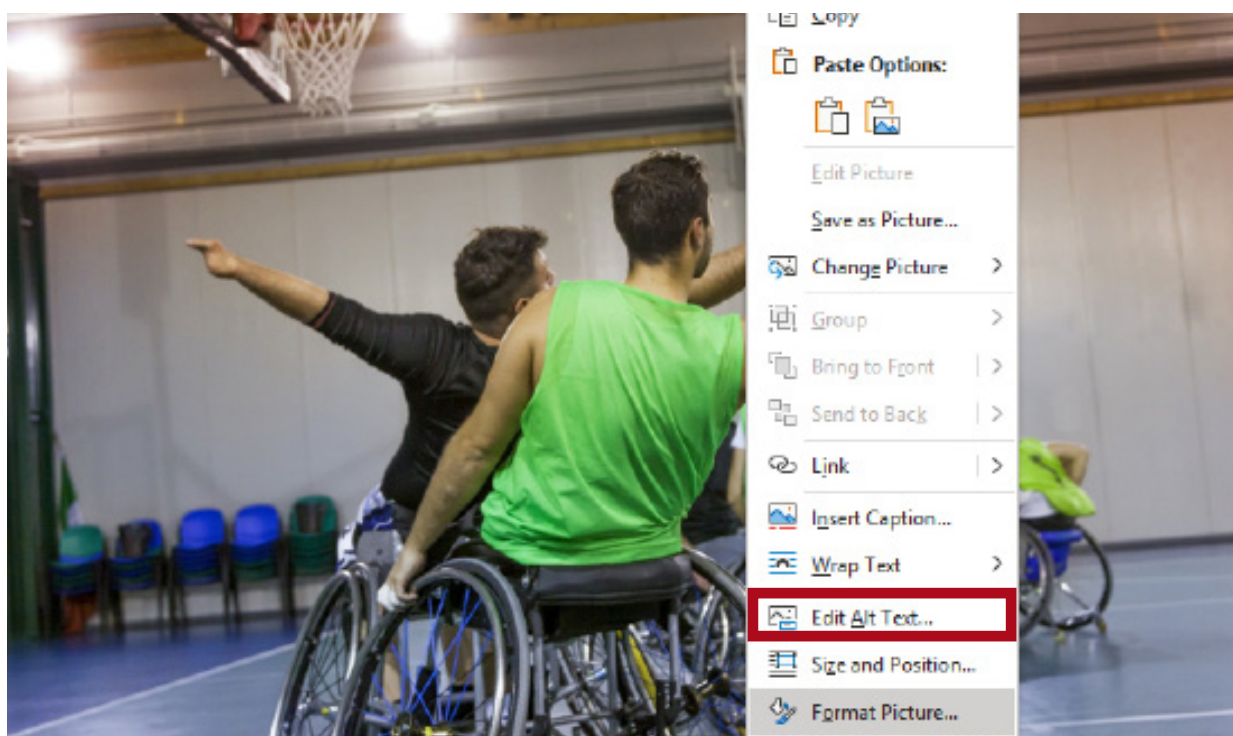 Copy
Paste Options:
Edit Picture
Save as Picture...
Change Picture
Group
Bring to Front
Send to Back
Link
Insert Caption...
Wrap Text
Edit Alt Text...
Size and Position...
Format Picture...